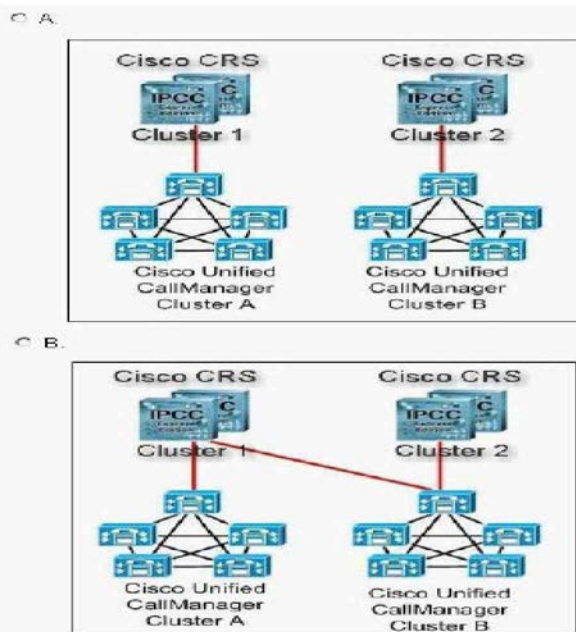 A.
Cisco CRS Cisco CRS
IPCC C IPCC C
Cluster 1 Cluster 2
Cisco Unified Cisco Unified
CallManager CallManager
Cluster A Cluster B
B.
Cisco CRS Cisco CRS
IPCC C IPCC C
Cluster 1 Cluster 2
Cisco Unified Cisco Unified
CallManager CallManager
Cluster A Cluster B